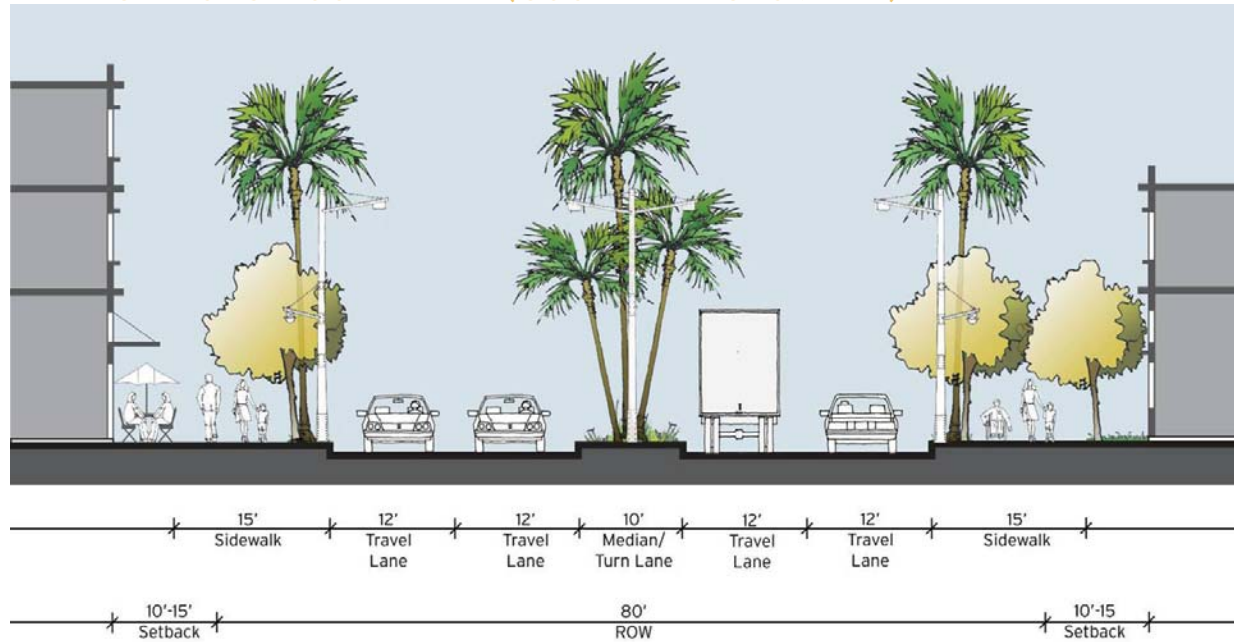 15' 12' 12' 10' 12' 12' 15'
Sidewalk Travel Travel Median/ Travel Travel Sidewalk
Lane Lane Turn Lane Lane Lane
10'-15' 80' 10'-15
Setback ROW Setback